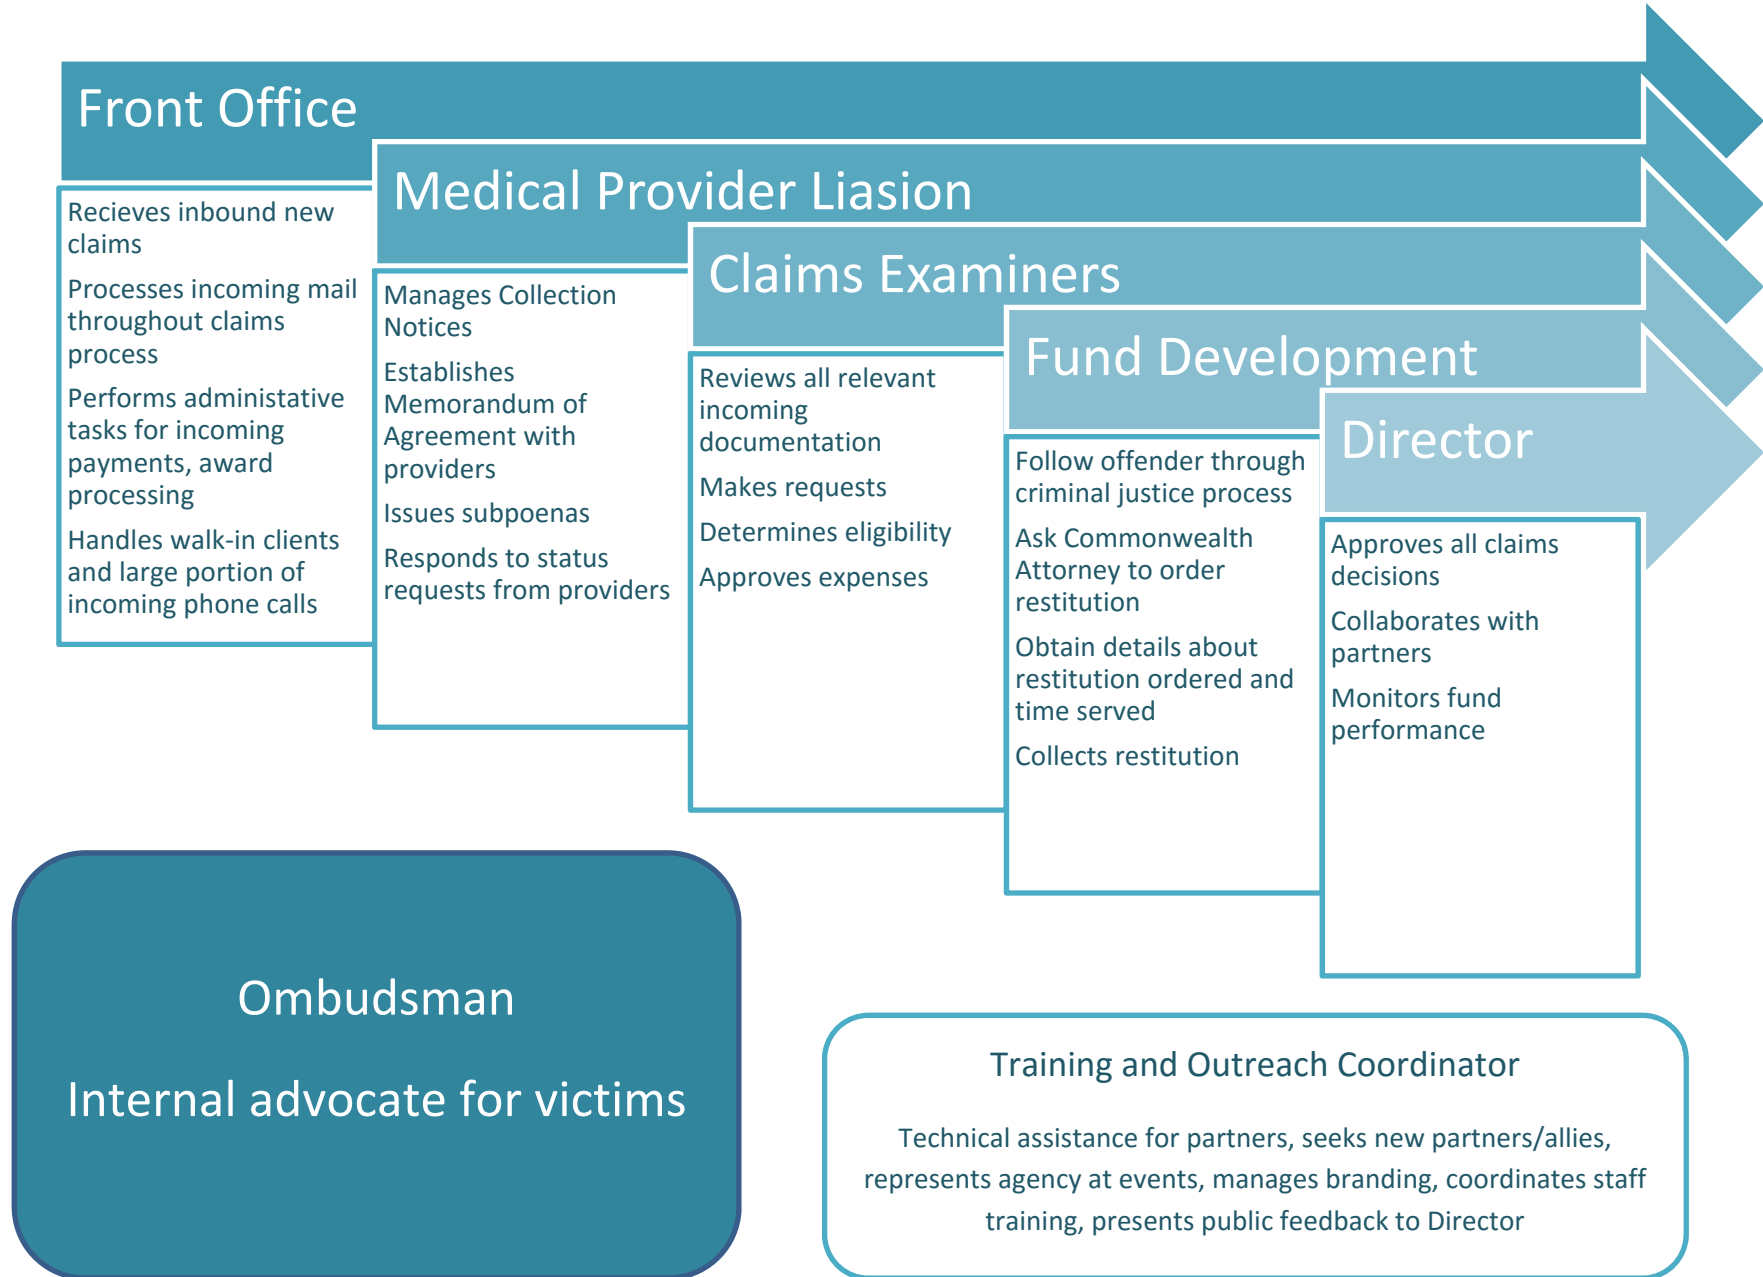 Front Office
Recieves inbound new
claims
Processes incoming mail
throughout claims
process
Performs administative
tasks for incoming
payments, award
processing
Handles walk-in clients
and large portion of
incoming phone calls
Medical Provider Liasion
Manages Collection
Notices
Establishes
Memorandum of
Agreement with
providers
Issues subpoenas
Responds to status
requests from providers
Claims Examiners
Reviews all relevant
incoming
documentation
Makes requests
Determines eligibility
Approves expenses
Fund Development
Follow offender through
criminal justice process
Ask Commonwealth
Attorney to order
restitution
Obtain details about
restitution ordered and
time served
Collects restitution
Director
Approves all claims
decisions
Collaborates with
partners
Monitors fund
performance
Ombudsman
Internal advocate for victims
Training and Outreach Coordinator
Technical assistance for partners, seeks new partners/allies,
represents agency at events, manages branding, coordinates staff
training, presents public feedback to Director